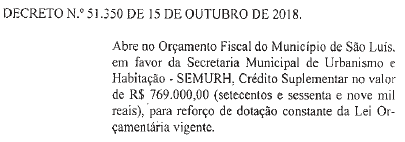 DECRETO N.º 51.350 DE 15 DE OUTUBRO DE 2018.
Abre no Orçamento Fiscal do Município de São Luís,
em favor da Secretaria Municipal de Urbanismo e
Habitação - SEMURH, Crédito Suplementar no valor
de R$ 769.000,00 (setecentos e sessenta e nove mil
reais), para reforço de dotação constante da Lei Or-
çamentária vigente.